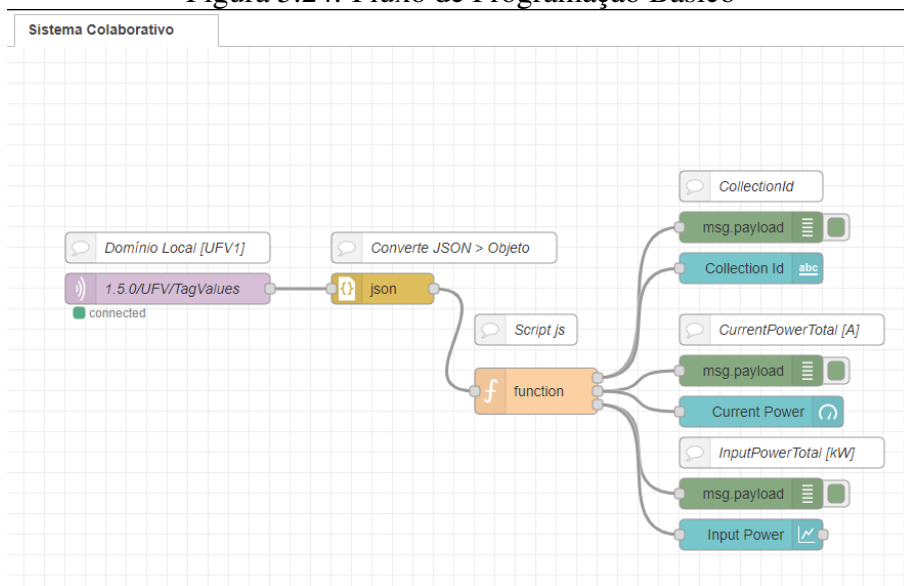 Figura 5.24: Fluxo de Programação Básico
Sistema Colaborativo
CollectionId
msg.payload
Domínio Local [UFV1]
Converte JSON > Objeto
Collection Id abc
1.5.0/UFV/TagValues
{} json
connected
Script js
CurrentPowerTotal [A]
msg.payload
f function
Current Power
InputPowerTotal [kW]
msg.payload
Input Power